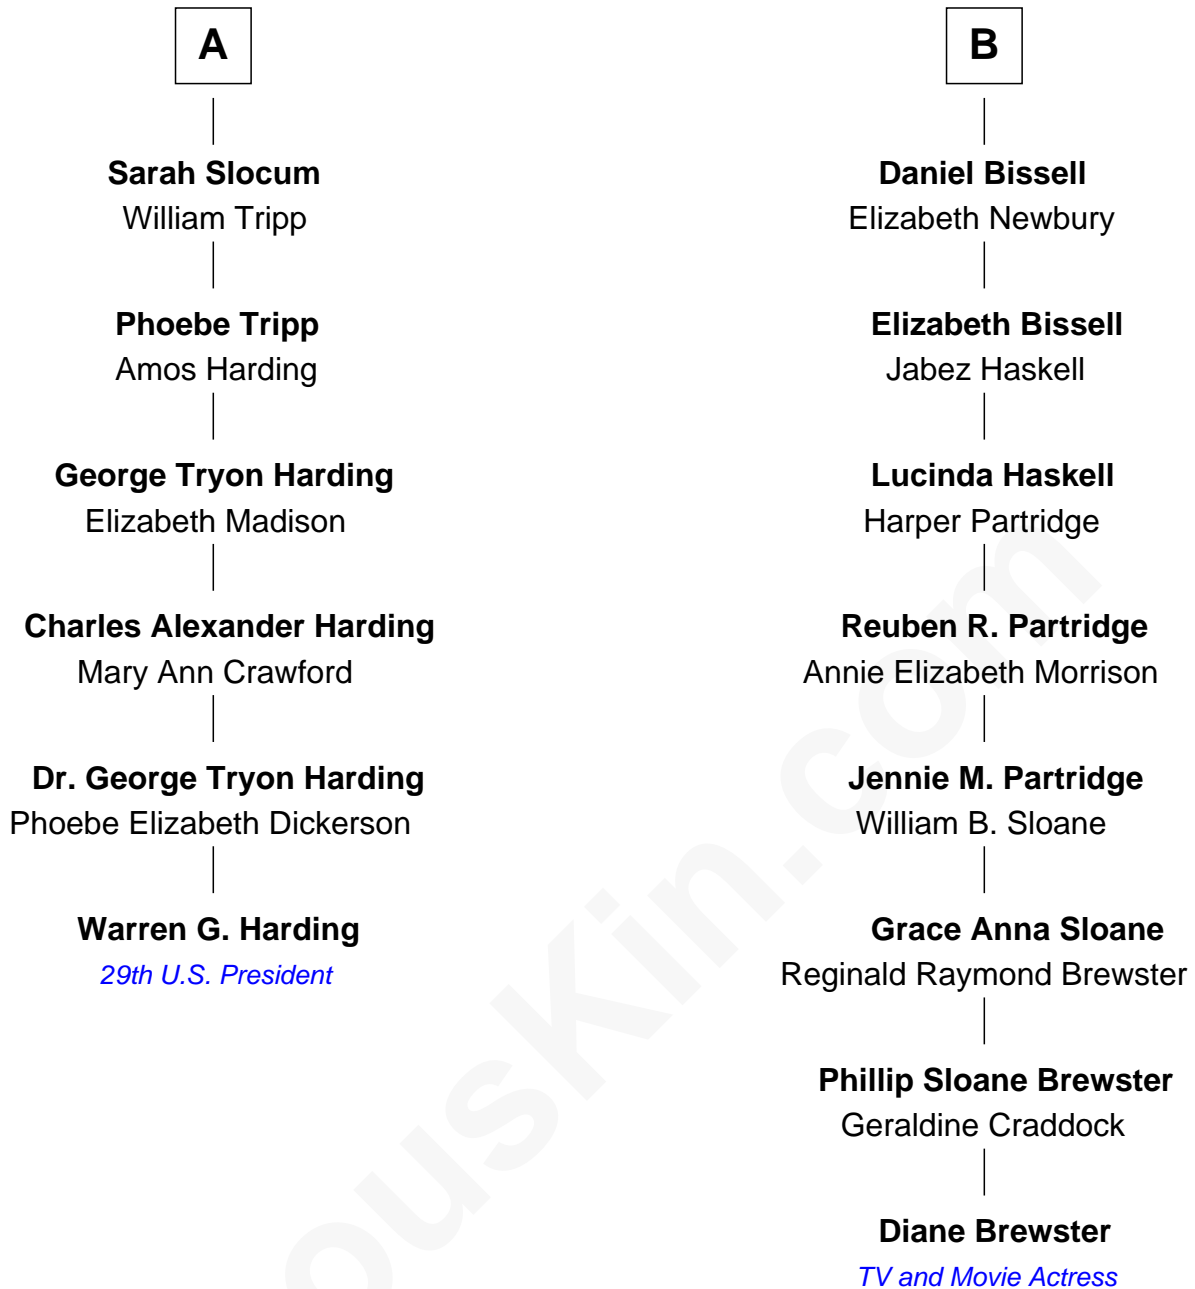 A
Sarah Slocum
William Tripp
Phoebe Tripp
Amos Harding
George Tryon Harding
Elizabeth Madison
Charles Alexander Harding
Mary Ann Crawford
Dr. George Tryon Harding
Phoebe Elizabeth Dickerson
Warren G. Harding
29th U.S. President
B
Daniel Bissell
Elizabeth Newbury
Elizabeth Bissell
Jabez Haskell
Lucinda Haskell
Harper Partridge
Reuben R. Partridge
Annie Elizabeth Morrison
Jennie M. Partridge
William B. Sloane
Grace Anna Sloane
Reginald Raymond Brewster
Phillip Sloane Brewster
Geraldine Craddock
Diane Brewster
TV and Movie Actress
ousKin.com